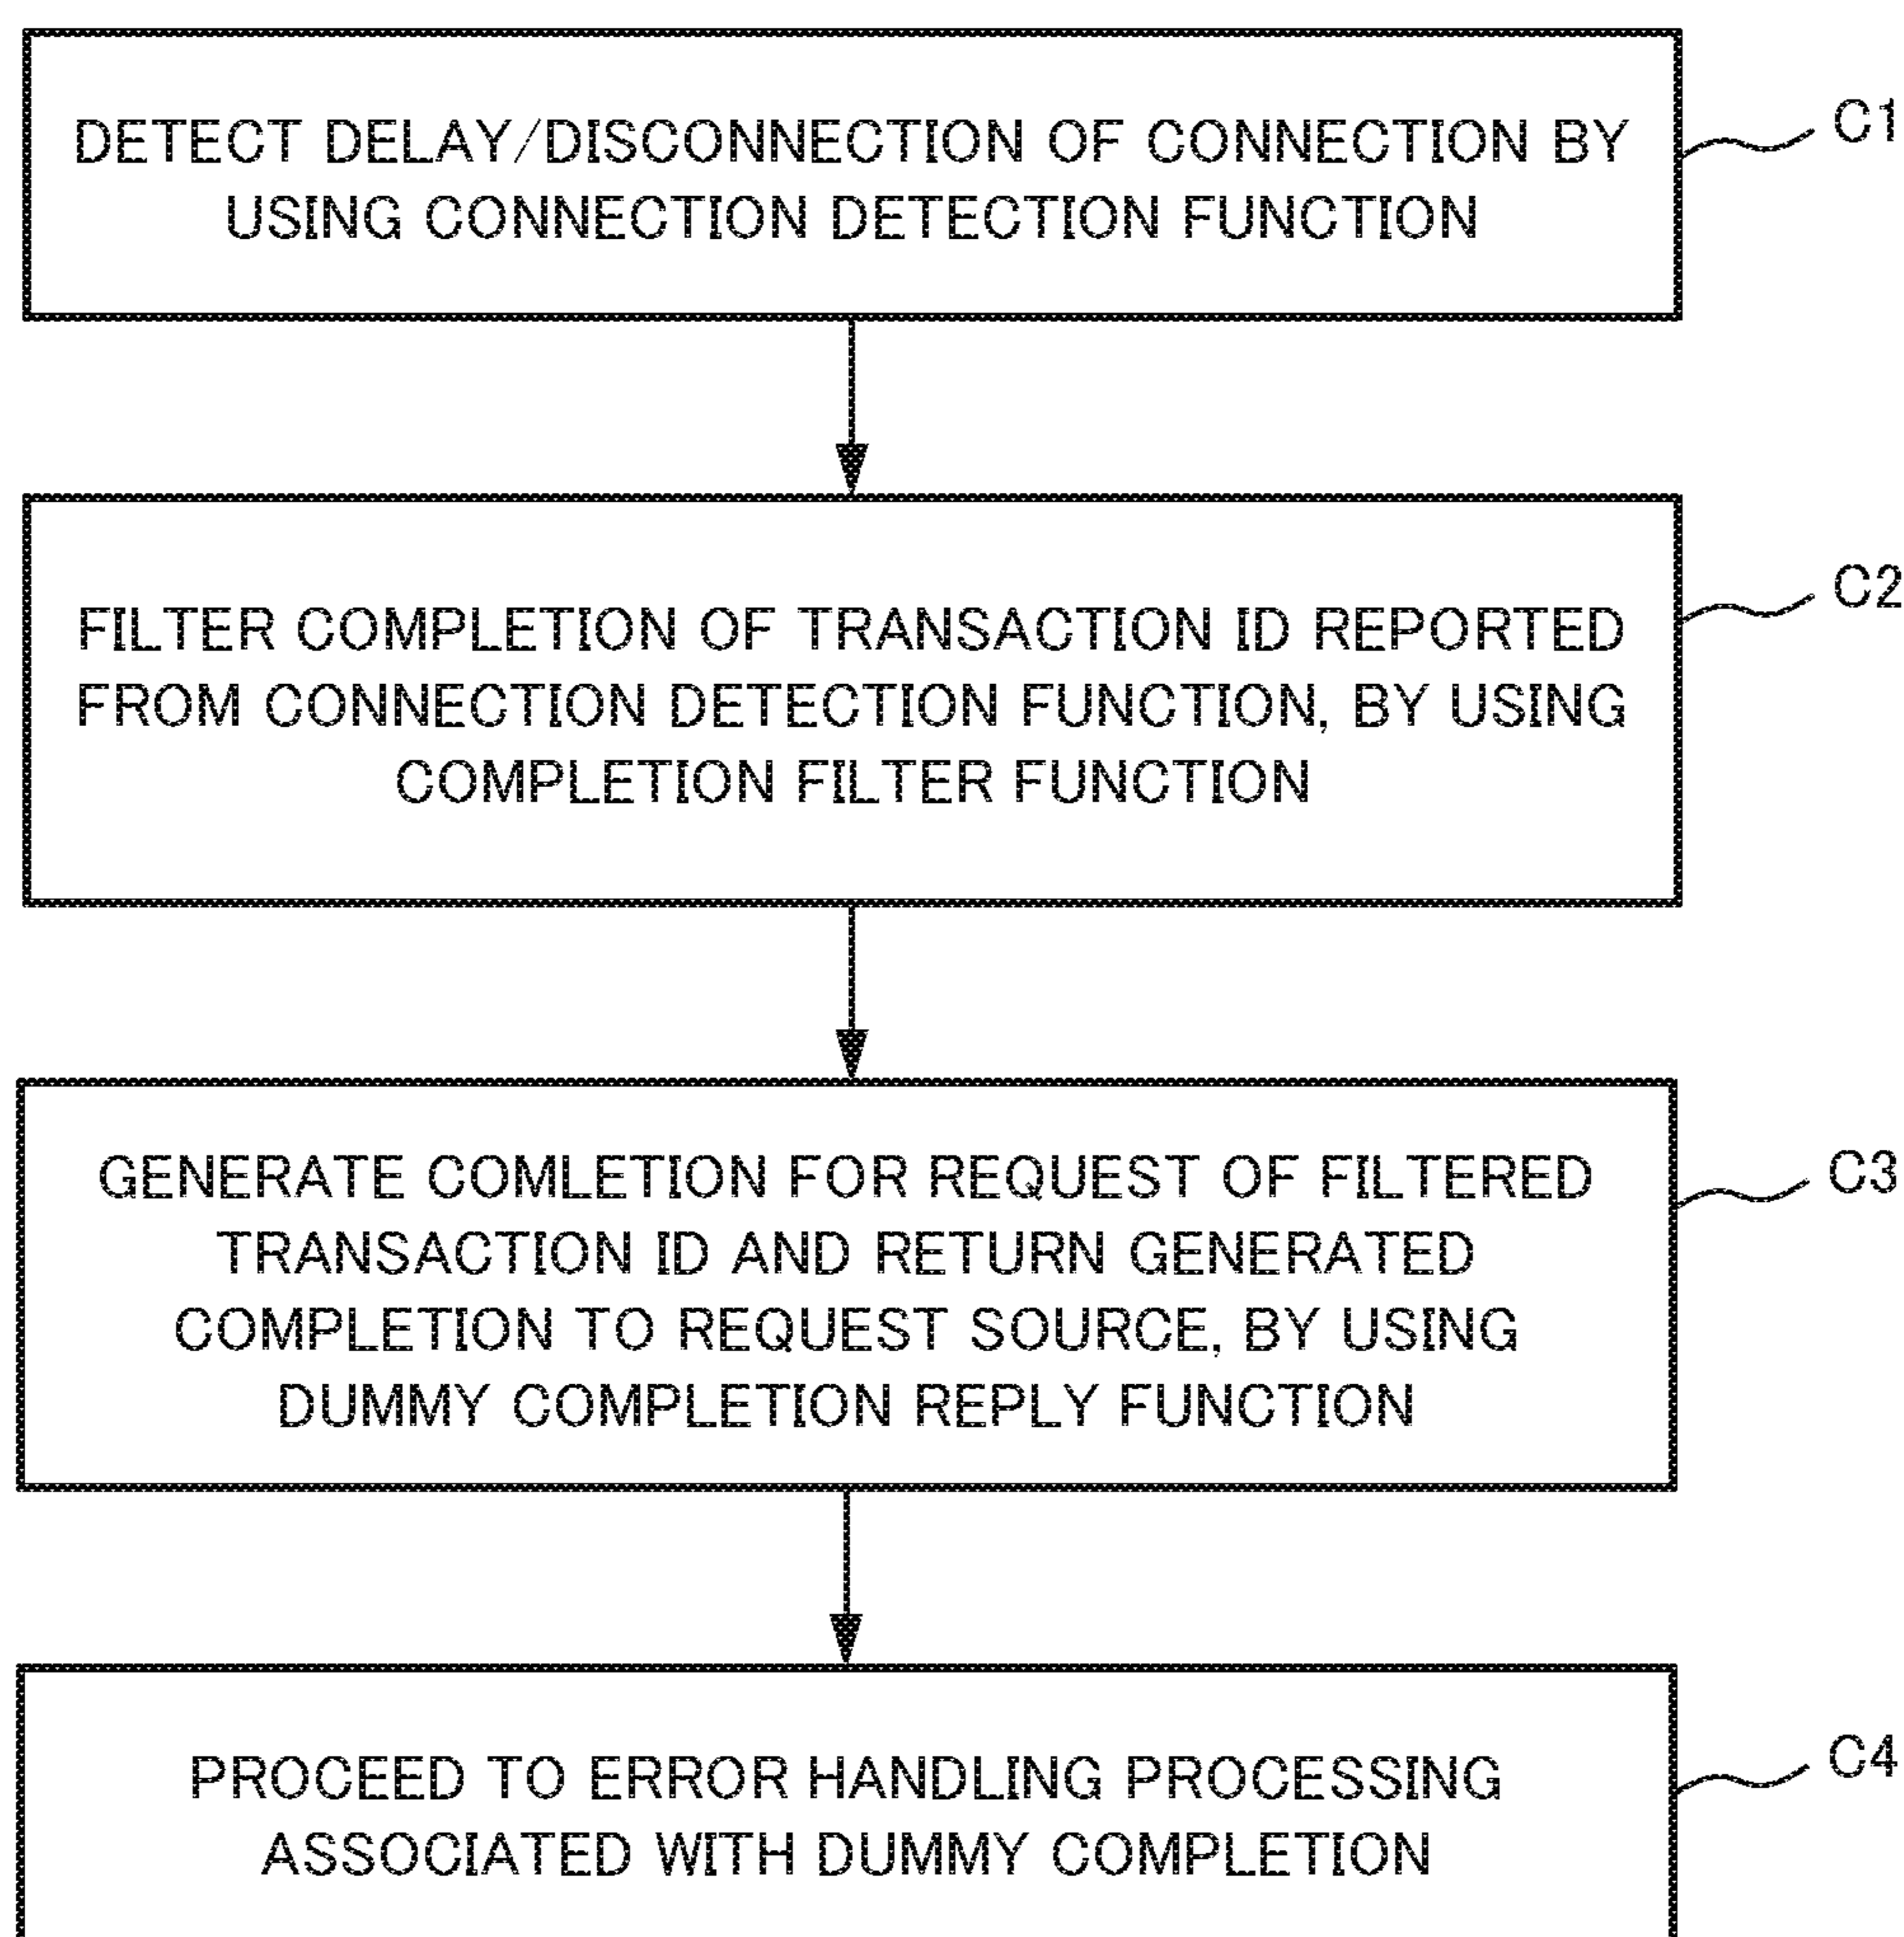 DETECT DELAY/DISCONNECTION OF CONNECTION BY
USING CONNECTION DETECTION FUNCTION
C1
FILTER COMPLETION OF TRANSACTION ID REPORTED
FROM CONNECTION DETECTION FUNCTION, BY USING
COMPLETION FILTER FUNCTION
C2
GENERATE COMLETION FOR REQUEST OF FILTERED
TRANSACTION ID AND RETURN GENERATED
COMPLETION TO REQUEST SOURCE, BY USING
DUMMY COMPLETION REPLY FUNCTION
C3
PROCEED TO ERROR HANDLING PROCESSING
ASSOCIATED WITH DUMMY COMPLETION
C4